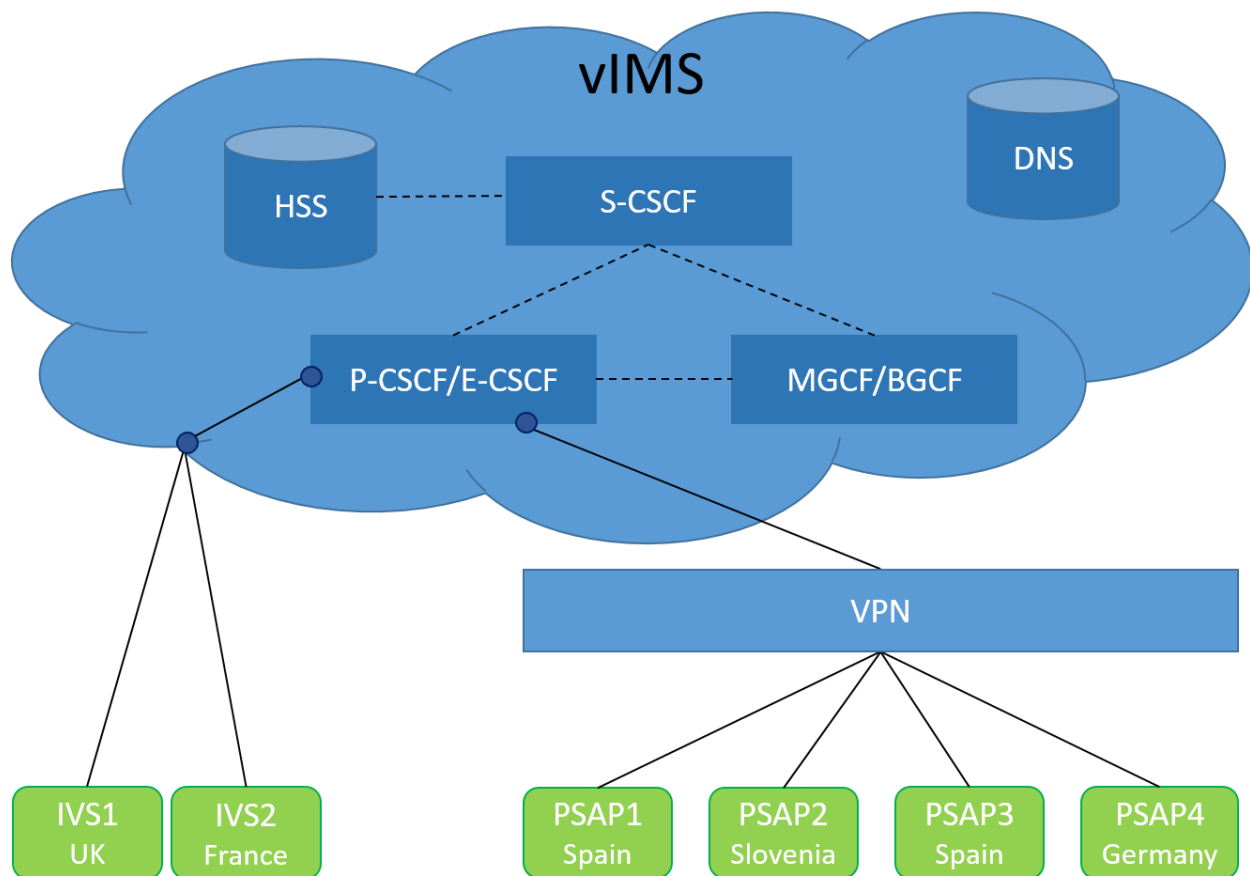 vIMS
HSS
S-CSCF
DNS
P-CSCF/E-CSCF
MGCF/BGCF
VPN
IVS1
UK
IVS2
France
PSAP1
Spain
PSAP2
Slovenia
PSAP3
Spain
PSAP4
Germany